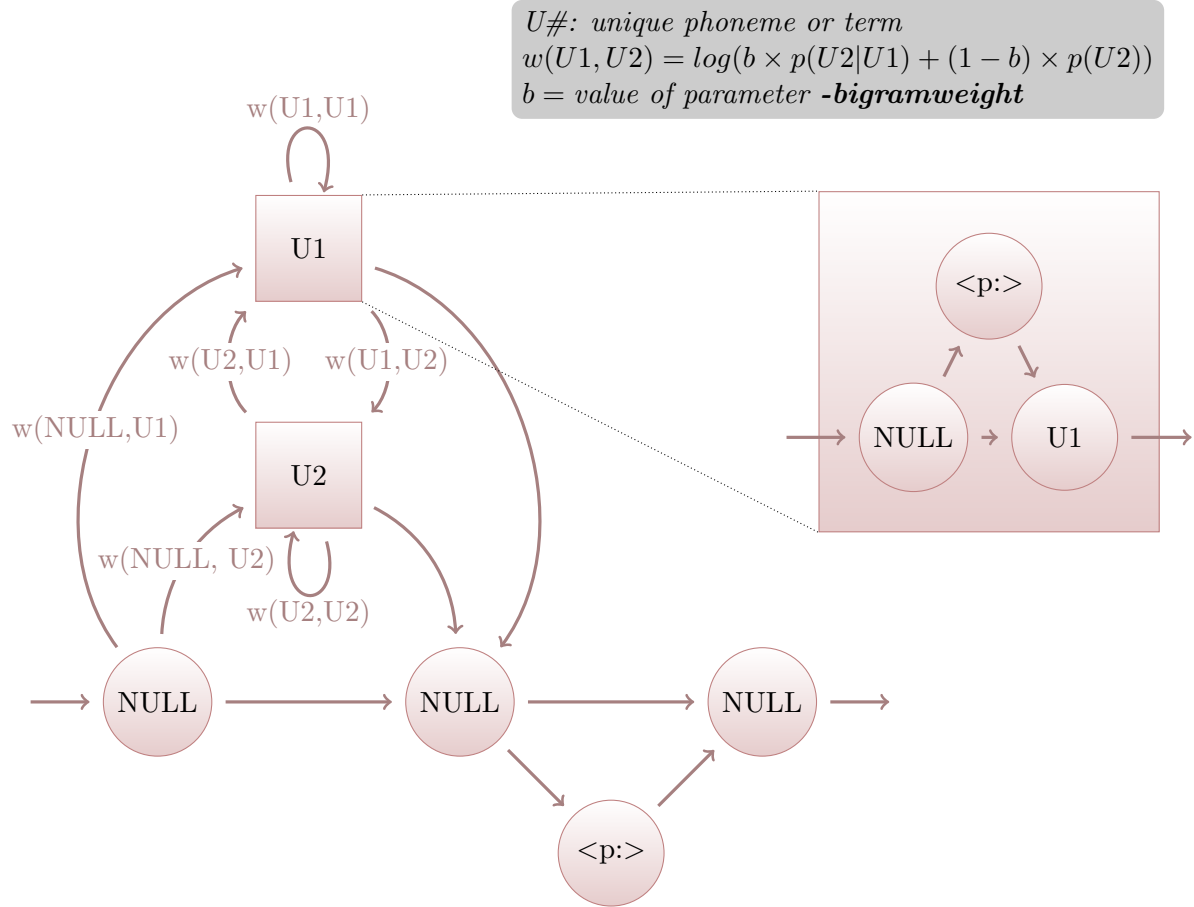 U#: unique phoneme or term
w(U1, U2) = log(b × p(U2|U1) + (1 − b) × p(U2))
b = value of parameter -bigramweight
w(U1,U1)
U1
<p:>
w(U2,U1)
w(U1,U2)
w(NULL,U1)
NULL
U1
U2
w(NULL, U2)
w(U2,U2)
NULL
NULL
NULL
<p:>